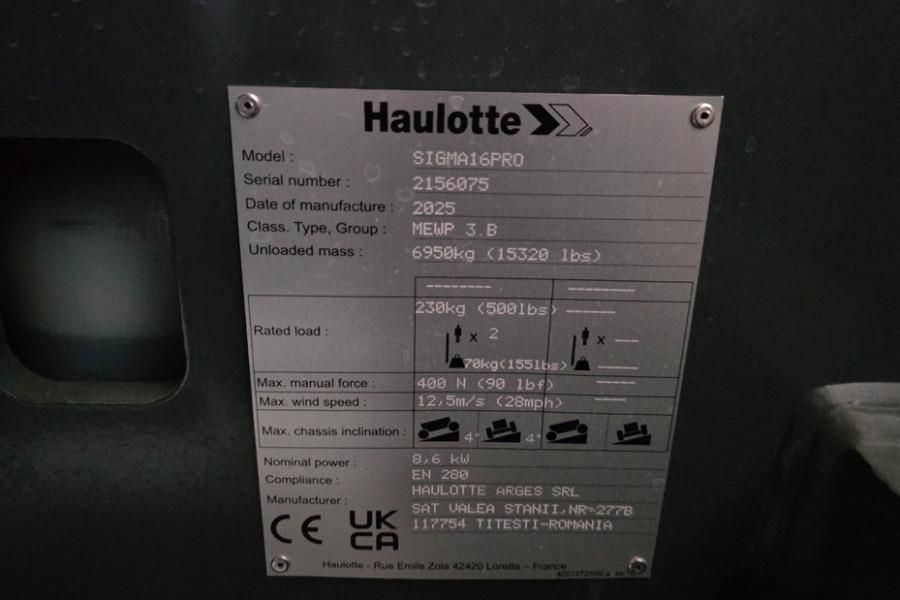 Haulotte
Model : SIGMA16PRO
Serial number : 2156075
Date of manufacture : 2025
Class. Type, Group : MEWP 3.B
Unloaded mass : 6950kg (15320 lbs)
-------- --------
230kg (500lbs) ------
Rated load : x 2 x ---
70kg(155lbs) ------
Max. manual force : 400 N (90 lbf) -----
Max. wind speed : 12,5m/s (28mph) -----
Max. chassis inclination : 4° 4°
Nominal power : 8,6 kW
Compliance : EN 280
Manufacturer : HAULOTTE ARGES SRL
SAT VALEA STANII,NR.277B
117754 TITESTI-ROMANIA
CE UK
CA
Haulotte - Rue Emile Zola 42420 Lorette – France